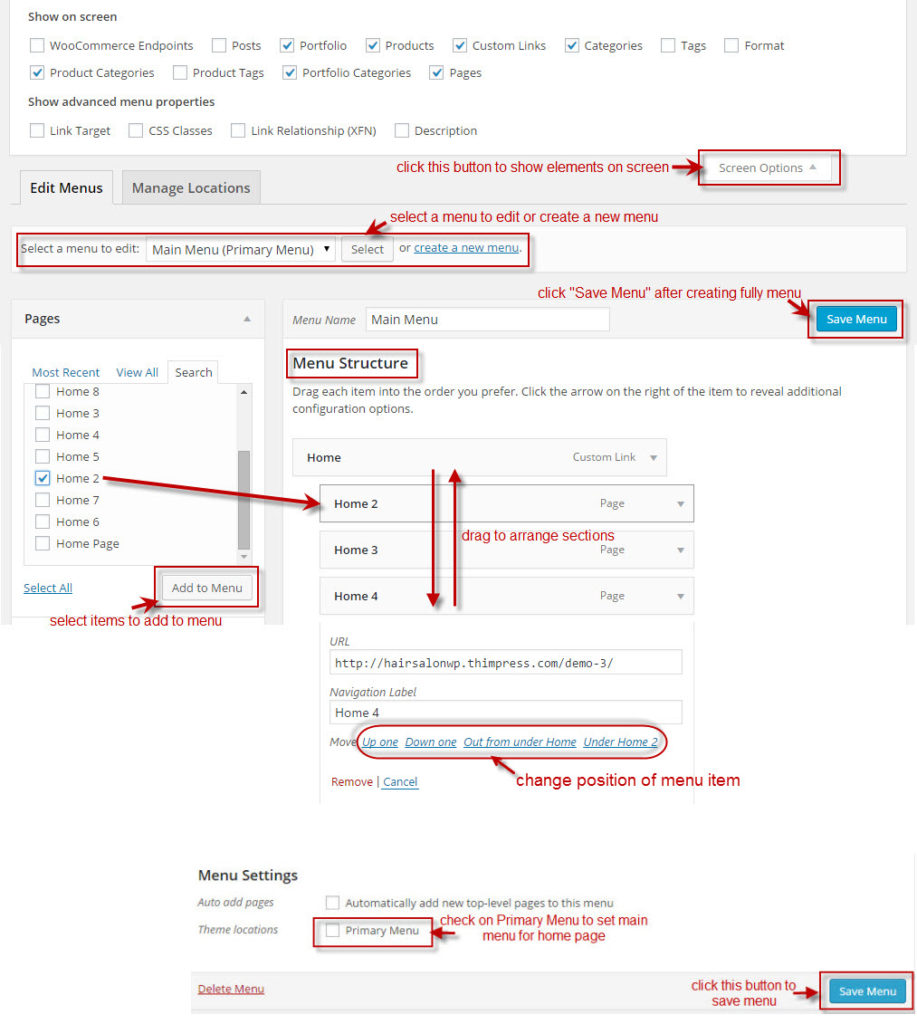 Show on screen
WooCommerce Endpoints Posts Portfolio Products Custom Links Categories Tags Format
Product Categories Product Tags Portfolio Categories Pages
Show advanced menu properties
Link Target CSS Classes Link Relationship (XFN) Description
click this button to show elements on screen Screen Options
Edit Menus Manage Locations
select a menu to edit or create a new menu
Select a menu to edit: Main Menu (Primary Menu) Select or create a new menu.
click "Save Menu" after creating fully menu
Pages
Menu Name Main Menu Save Menu
Most Recent View All Search
Home 8
Home 3
Home 4
Home 5
Home 2
Home 7
Home 6
Home Page
Select All Add to Menu
select items to add to menu
Menu Structure
Drag each item into the order you prefer. Click the arrow on the right of the item to reveal additional
configuration options.
Home Custom Link
Home 2 Page
drag to arrange sections
Home 3 Page
Home 4 Page
URL
http://hairsalonwp.thimpress.com/demo-3/
Navigation Label
Home 4
Move Up one Down one Out from under Home Under Home 2
Remove | Cancel
change position of menu item
Menu Settings
Auto add pages Automatically add new top-level pages to this menu
Theme locations Primary Menu
check on Primary Menu to set main
menu for home page
Delete Menu
click this button to
save menu
Save Menu